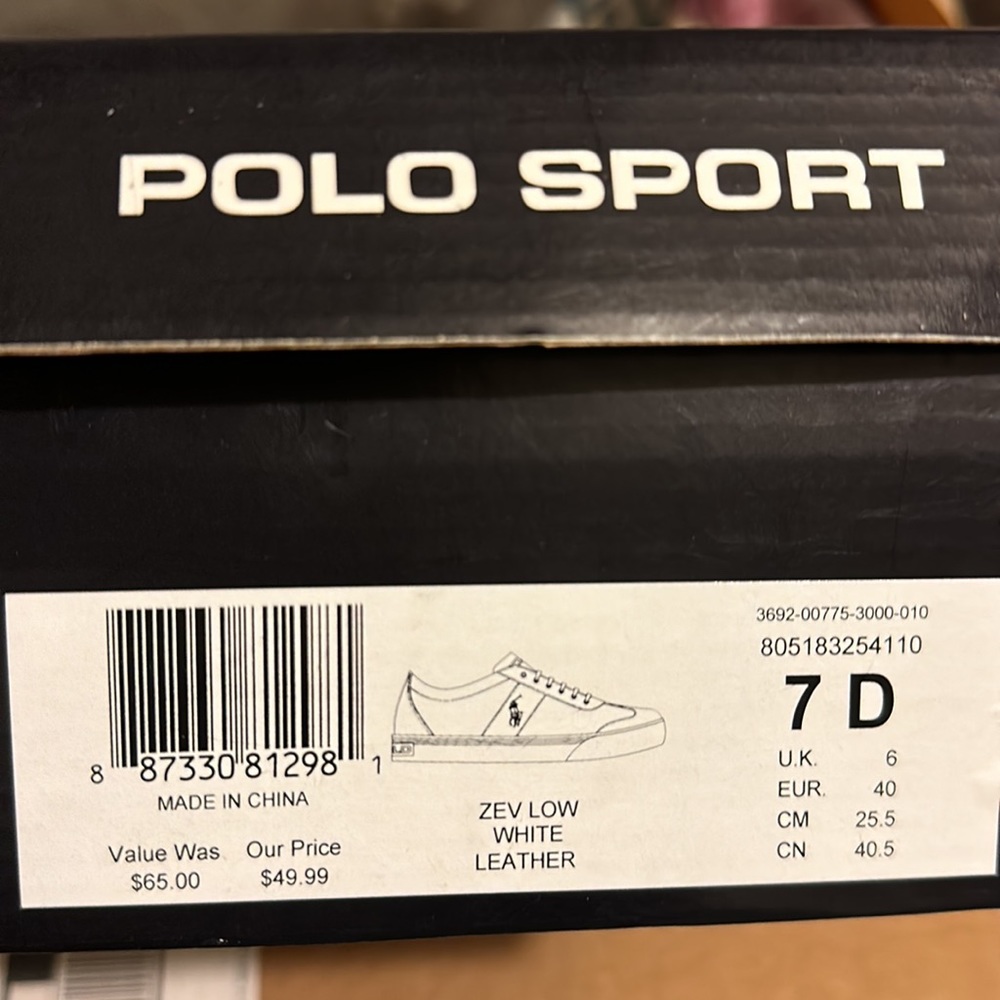 POLO SPORT
3692-00775-3000-010
805183254110
7 D
U.K. 6
EUR. 40
CM 25.5
CN 40.5
8 87330 81298 1
MADE IN CHINA
Value Was Our Price
$65.00 $49.99
ZEV LOW
WHITE
LEATHER